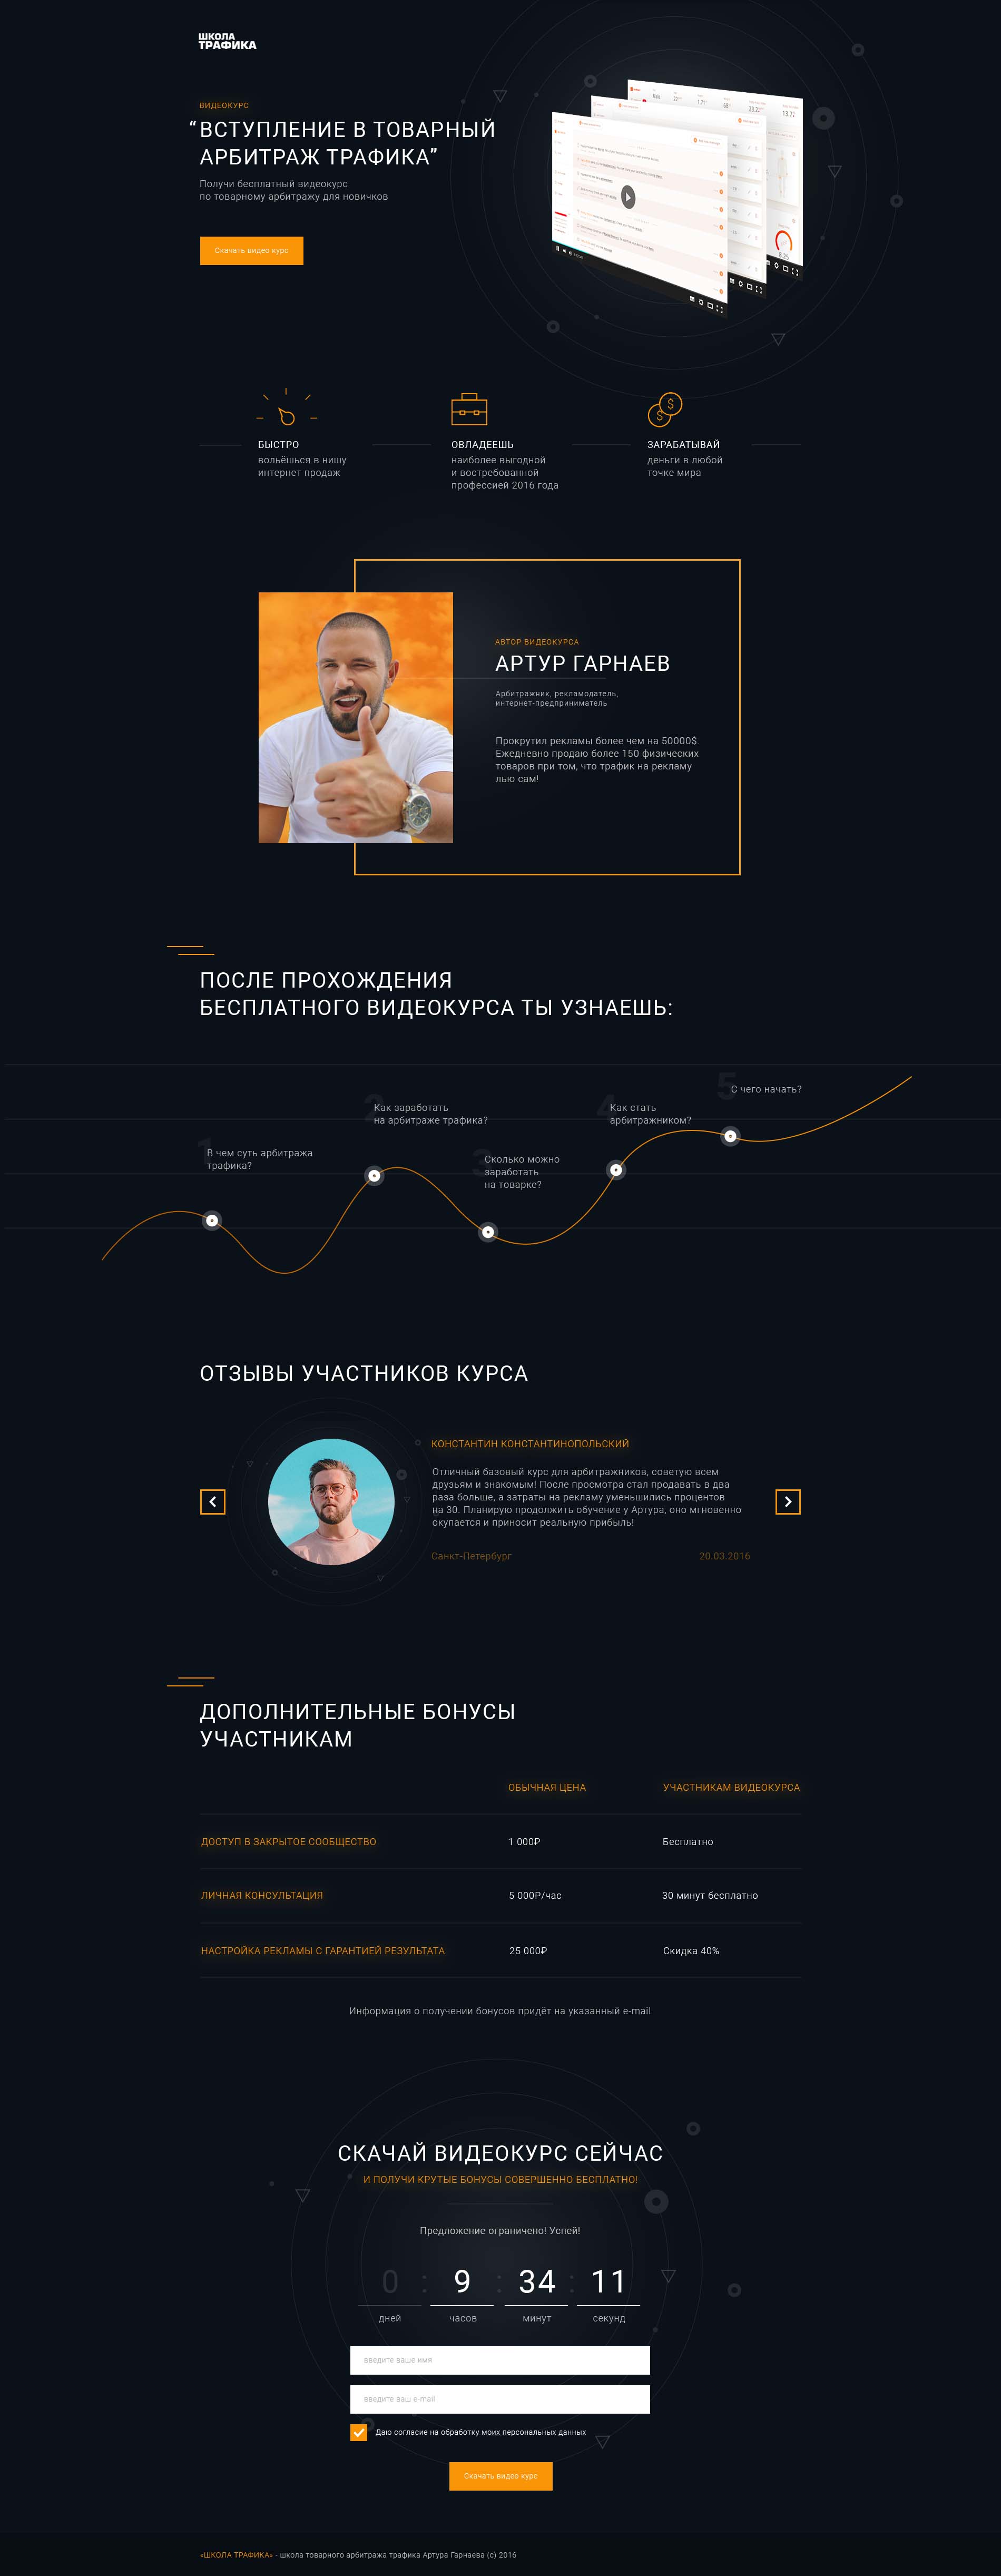 ШКОЛА
ТРАФИКА
ВИДЕОКУРС
“ВСТУПЛЕНИЕ В ТОВАРНЫЙ
АРБИТРАЖ ТРАФИКА”
Получи бесплатный видеокурс
по товарному арбитражу для новичков
Скачать видео курс
БЫСТРО
вольёшься в нишу
интернет продаж
ОВЛАДЕЕШЬ
наиболее выгодной
и востребованной
профессией 2016 года
ЗАРАБАТЫВАЙ
деньги в любой
точке мира
АВТОР ВИДЕОКУРСА
АРТУР ГАРНАЕВ
Арбитражник, рекламодатель,
интернет-предприниматель
Прокрутил рекламы более чем на 50000$.
Ежедневно продаю более 150 физических
товаров при том, что трафик на рекламу
лью сам!
ПОСЛЕ ПРОХОЖДЕНИЯ
БЕСПЛАТНОГО ВИДЕОКУРСА ТЫ УЗНАЕШЬ:
1
В чем суть арбитража
трафика?
2
Как заработать
на арбитраже трафика?
3
Сколько можно
заработать
на товарке?
4
Как стать
арбитражником?
5
С чего начать?
ОТЗЫВЫ УЧАСТНИКОВ КУРСА
КОНСТАНТИН КОНСТАНТИНОПОЛЬСКИЙ
Отличный базовый курс для арбитражников, советую всем
друзьям и знакомым! После просмотра стал продавать в два
раза больше, а затраты на рекламу уменьшились процентов
на 30. Планирую продолжить обучение у Артура, оно мгновенно
окупается и приносит реальную прибыль!
Санкт-Петербург 20.03.2016
ДОПОЛНИТЕЛЬНЫЕ БОНУСЫ
УЧАСТНИКАМ
ОБЫЧНАЯ ЦЕНА УЧАСТНИКАМ ВИДЕОКУРСА
ДОСТУП В ЗАКРЫТОЕ СООБЩЕСТВО 1 000₽ Бесплатно
ЛИЧНАЯ КОНСУЛЬТАЦИЯ 5 000₽/час 30 минут бесплатно
НАСТРОЙКА РЕКЛАМЫ С ГАРАНТИЕЙ РЕЗУЛЬТАТА 25 000₽ Скидка 40%
Информация о получении бонусов придёт на указанный e-mail
СКАЧАЙ ВИДЕОКУРС СЕЙЧАС
И ПОЛУЧИ КРУТЫЕ БОНУСЫ СОВЕРШЕННО БЕСПЛАТНО!
Предложение ограничено! Успей!
0 : 9 : 34 : 11
дней часов минут секунд
введите ваше имя
введите ваш e-mail
Даю согласие на обработку моих персональных данных
Скачать видео курс
«ШКОЛА ТРАФИКА» - школа товарного арбитража трафика Артура Гарнаева (с) 2016